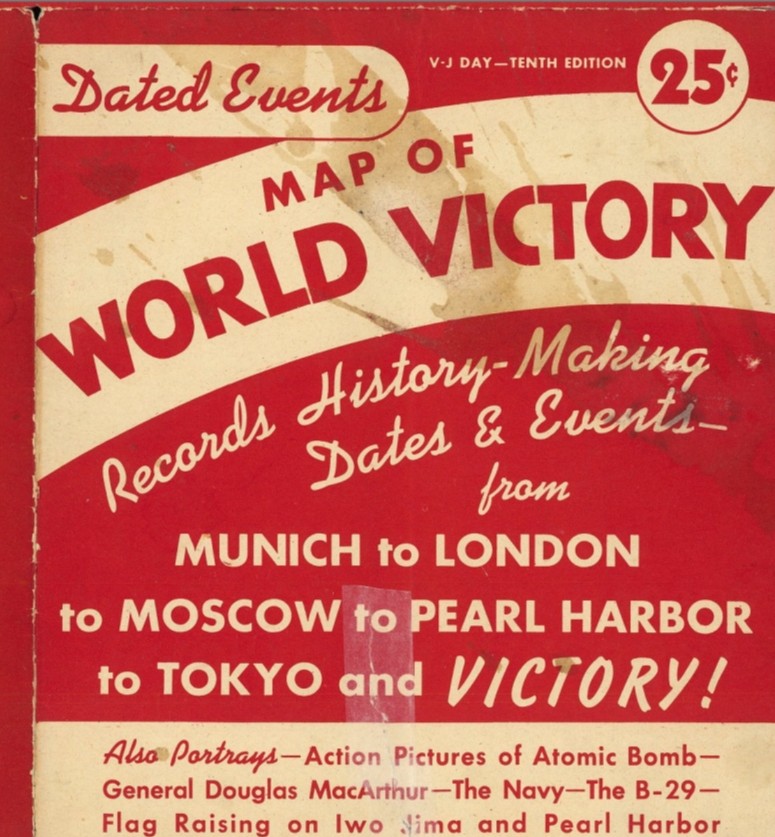 Dated Events
V-J DAY—TENTH EDITION
25¢
MAP OF
WORLD VICTORY
Records History-Making
Dates & Events—
from
MUNICH to LONDON
to MOSCOW to PEARL HARBOR
to TOKYO and VICTORY!
Also Portrays—Action Pictures of Atomic Bomb—
General Douglas MacArthur—The Navy—The B-29—
Flag Raising on Iwo Jima and Pearl Harbor